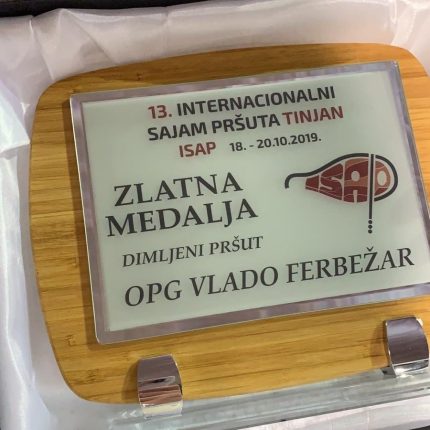 13. INTERNACIONALNI
SAJAM PRŠUTA TINJAN
ISAP 18. - 20.10.2019.
ZLATNA
MEDALJA
ISAP
DIMLJENI PRŠUT
OPG VLADO FERBEŽAR